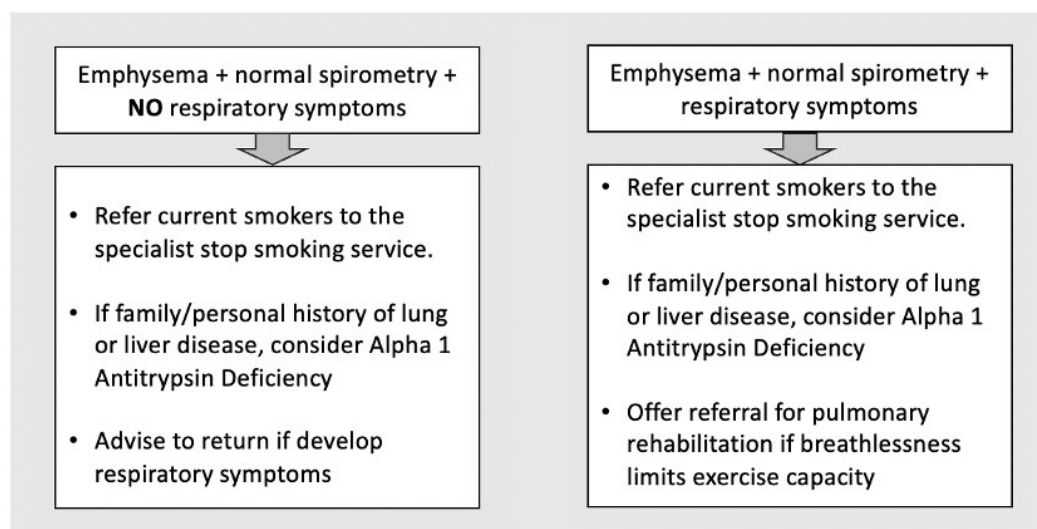 Emphysema + normal spirometry +
NO respiratory symptoms
• Refer current smokers to the
specialist stop smoking service.
• If family/personal history of lung
or liver disease, consider Alpha 1
Antitrypsin Deficiency
• Advise to return if develop
respiratory symptoms
Emphysema + normal spirometry +
respiratory symptoms
• Refer current smokers to the
specialist stop smoking service.
• If family/personal history of lung
or liver disease, consider Alpha 1
Antitrypsin Deficiency
• Offer referral for pulmonary
rehabilitation if breathlessness
limits exercise capacity